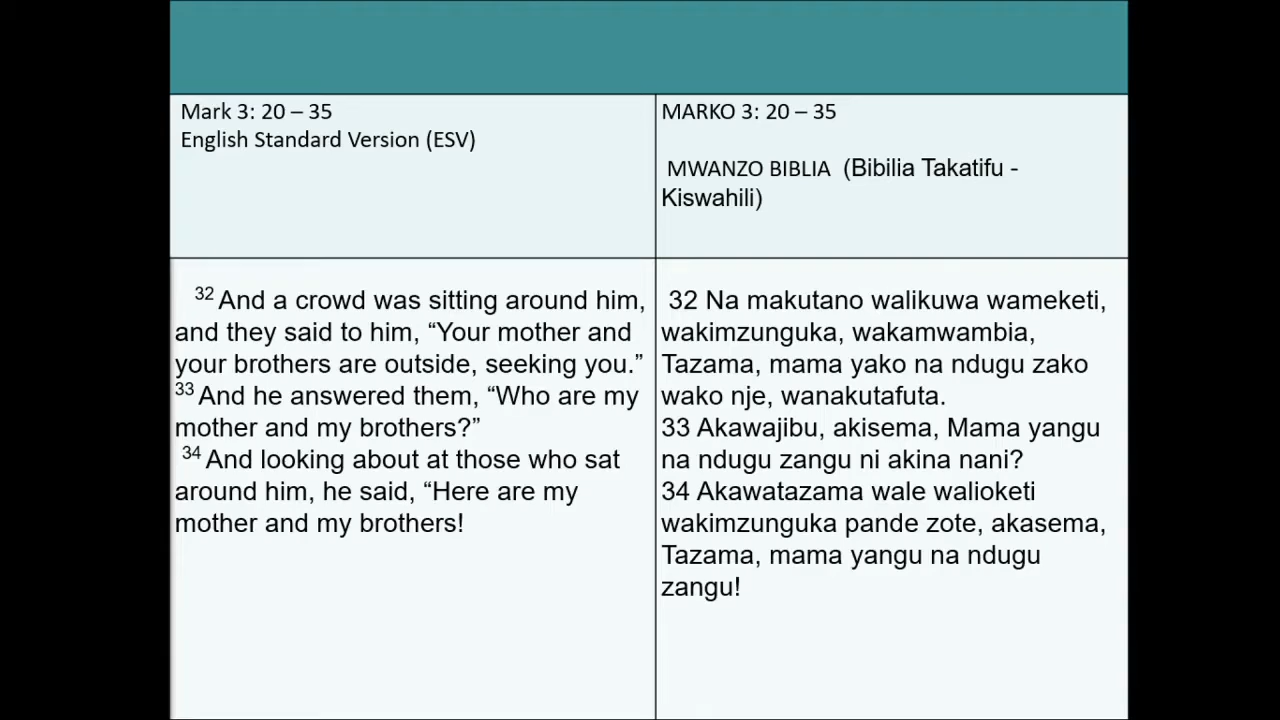 Mark 3: 20 – 35
English Standard Version (ESV)
MARKO 3: 20 – 35
MWANZO BIBLIA (Bibilia Takatifu -
Kiswahili)
32 And a crowd was sitting around him,
and they said to him, “Your mother and
your brothers are outside, seeking you.”
33 And he answered them, “Who are my
mother and my brothers?”
34 And looking about at those who sat
around him, he said, “Here are my
mother and my brothers!
32 Na makutano walikuwa wameketi,
wakimzunguka, wakamwambia,
Tazama, mama yako na ndugu zako
wako nje, wanakutafuta.
33 Akawajibu, akisema, Mama yangu
na ndugu zangu ni akina nani?
34 Akawatazama wale walioketi
wakimzunguka pande zote, akasema,
Tazama, mama yangu na ndugu
zangu!